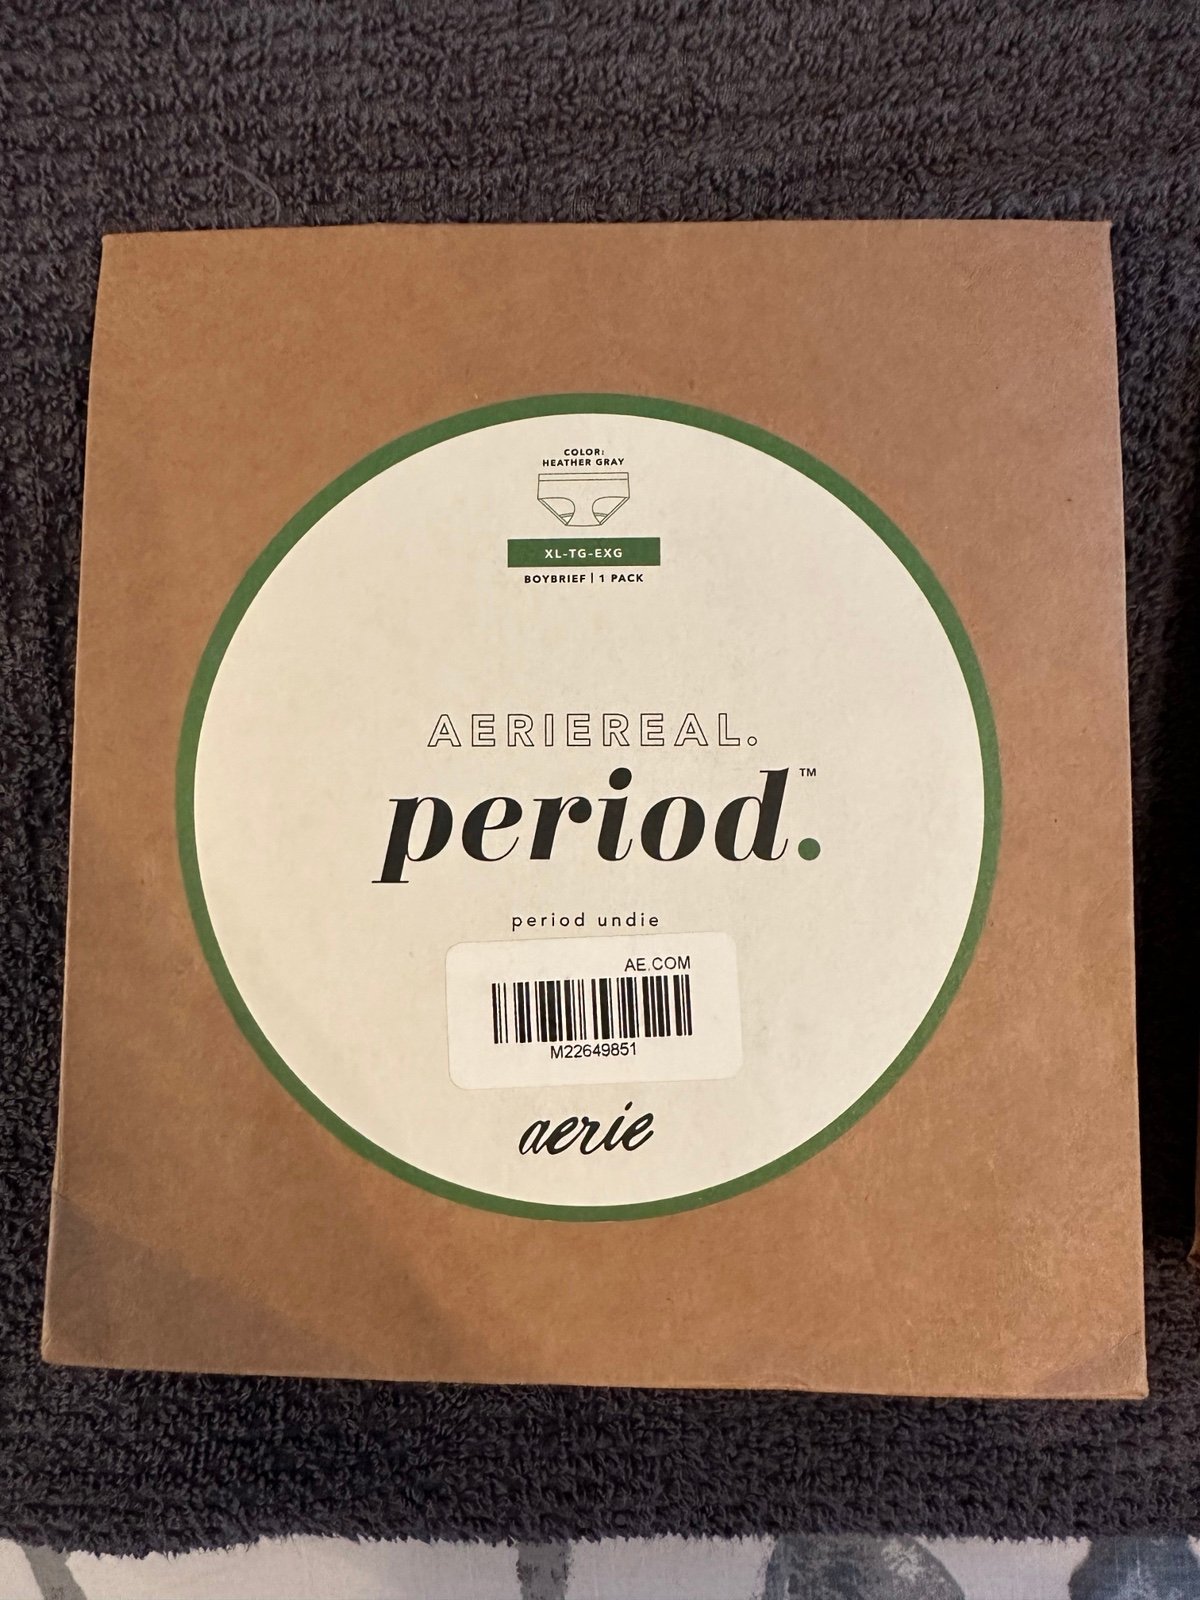 COLOR:
HEATHER GRAY
XL-TG-EXG
BOYBRIEF | 1 PACK
AERIEREAL.
period.™
period undie
AE.COM
M22649851
aerie